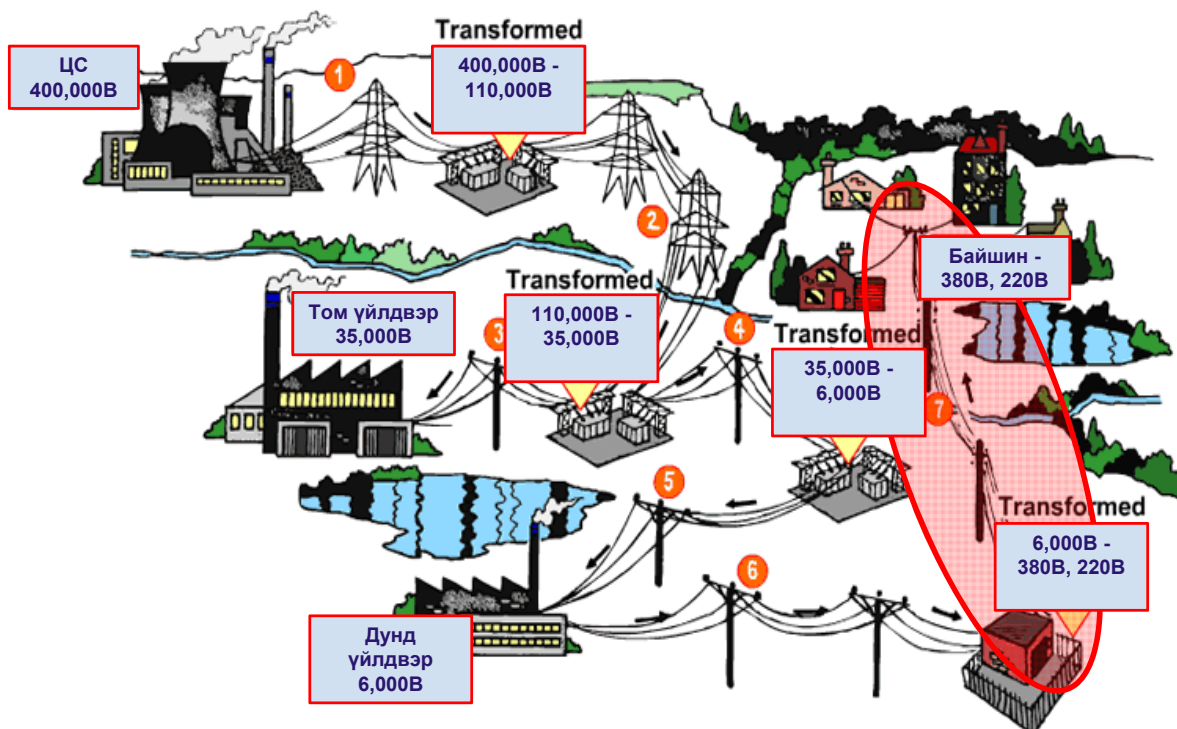 Transformed
ЦС
400,000В
400,000В -
110,000В
1
2
Байшин -
380В, 220В
Transformed
Том үйлдвэр
35,000В
110,000В -
35,000В
3
4
Transformed
35,000В -
6,000В
7
5
Transformed
6,000В -
380В, 220В
6
Дунд
үйлдвэр
6,000В